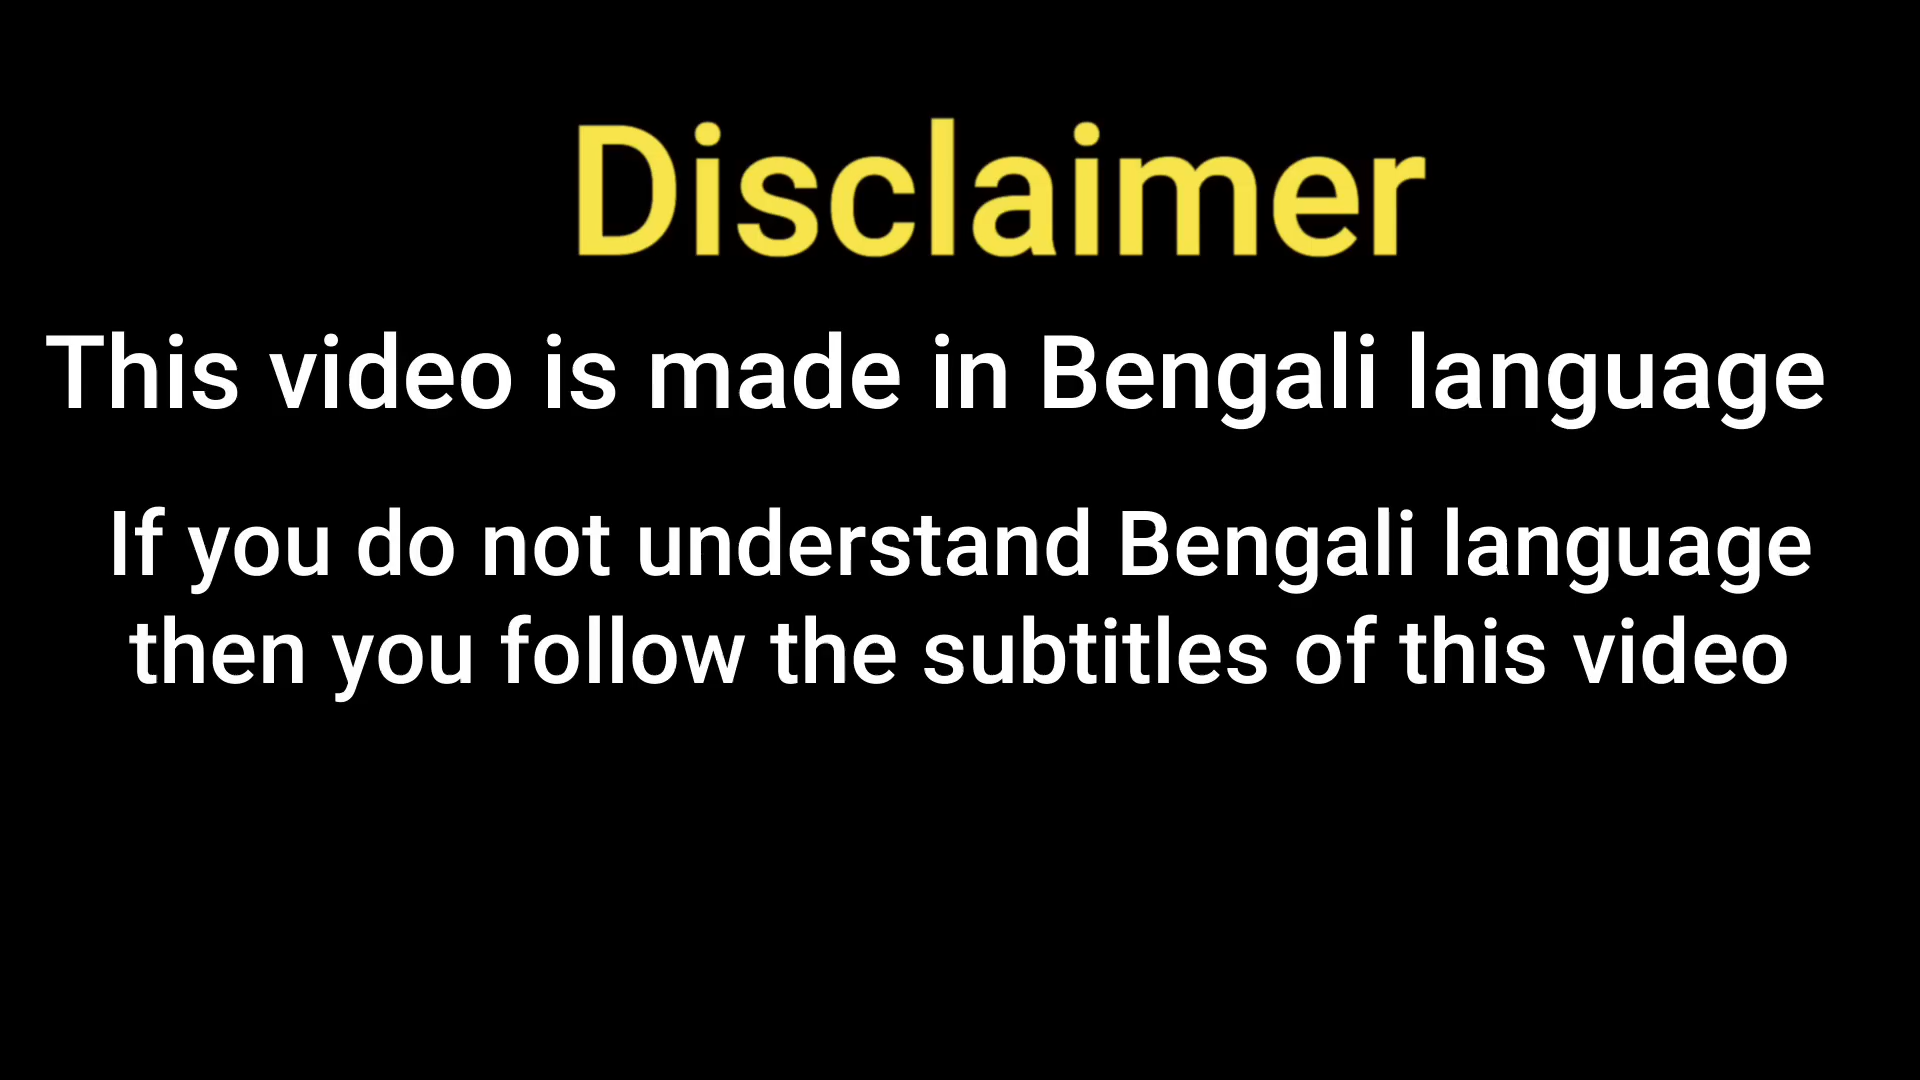 Disclaimer
This video is made in Bengali language
If you do not understand Bengali language
then you follow the subtitles of this video